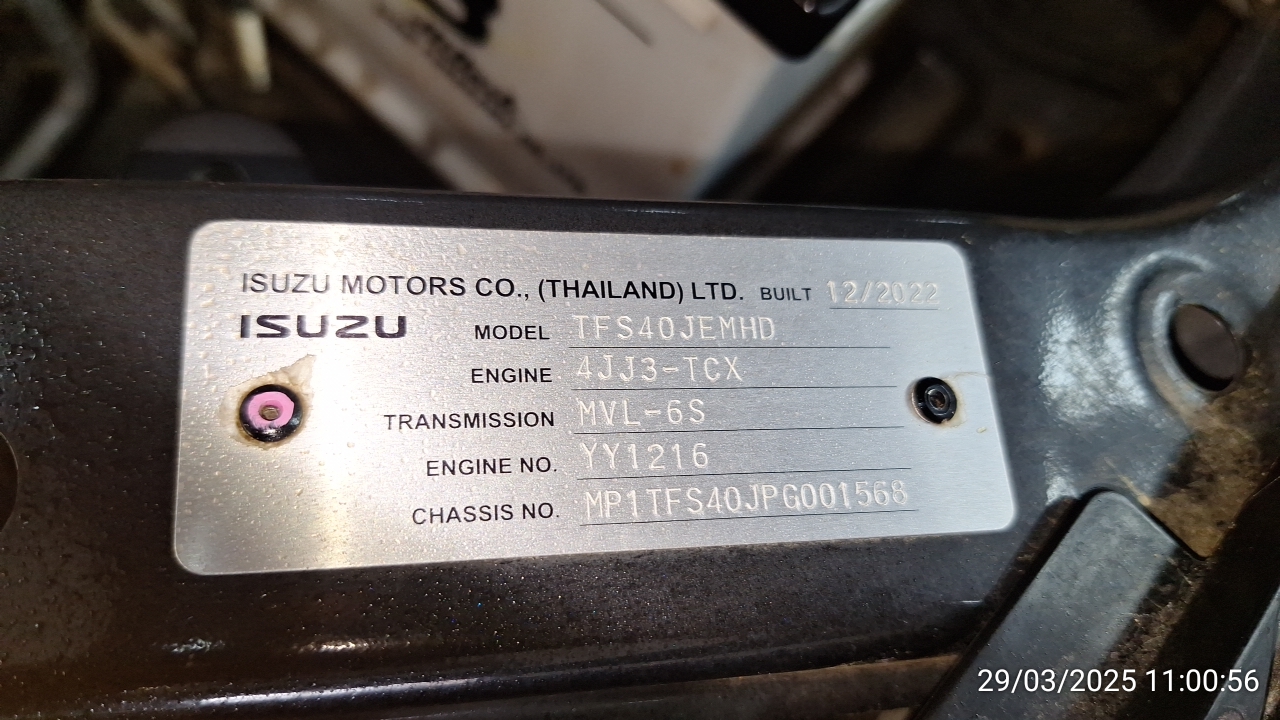 ISUZU MOTORS CO., (THAILAND) LTD. BUILT 12/2022
ISUZU MODEL TFS40JEMHD
ENGINE 4JJ3-TCX
TRANSMISSION MVL-6S
ENGINE NO. YY1216
CHASSIS NO. MP1TFS40JPG001568
29/03/2025 11:00:56